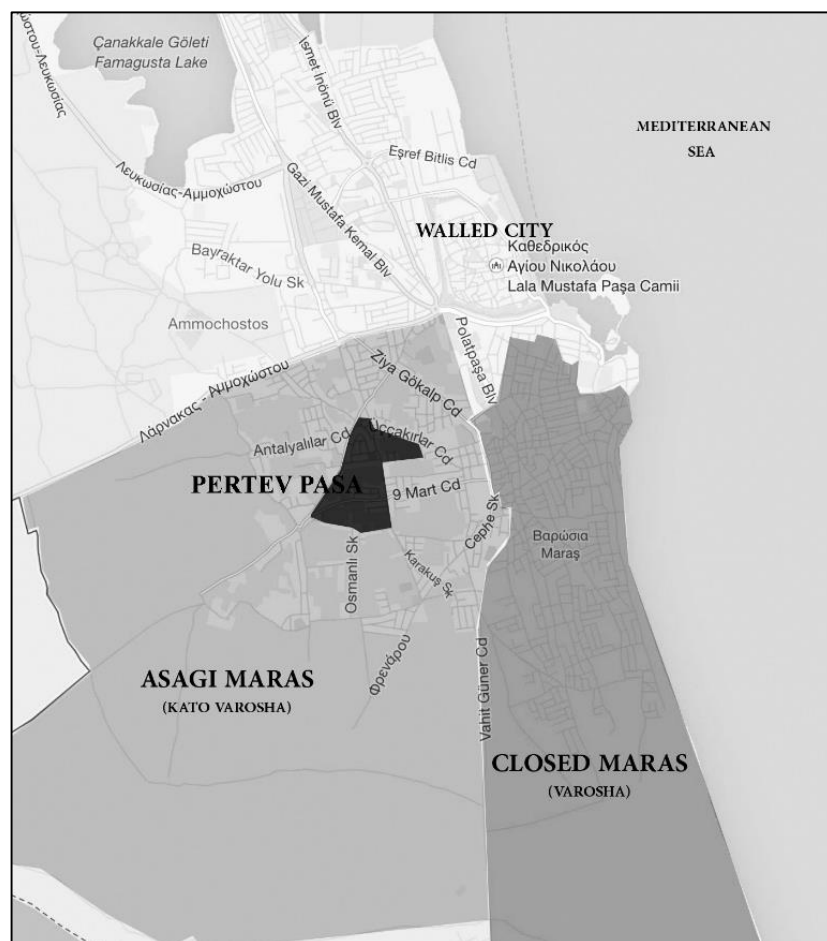 Çanakkale Göleti
Famagusta Lake
Λευκωσίας-Αμμοχώστου
İsmet İnönü Blv
MEDITERRANEAN
SEA
Eşref Bitlis Cd
Λευκωσίας-Αμμοχώστου
Gazi Mustafa Kemal Blv
WALLED CITY
Καθεδρικός
Αγίου Νικολάου
Lala Mustafa Paşa Camii
Bayraktar Yolu Sk
Ammochostos
Polatpaşa Blv
Ziya Gökalp Cd
Λάρνακας - Αμμοχώστου
Antalyalılar Cd
Üççakırlar Cd
PERTEV PASA
9 Mart Cd
Cephe Sk
Βαρώσια
Maraş
Osmanlı Sk
Karakuş Sk
Φρενάρου
ASAGI MARAS
(KATO VAROSHA)
Vahit Güner Cd
CLOSED MARAS
(VAROSHA)